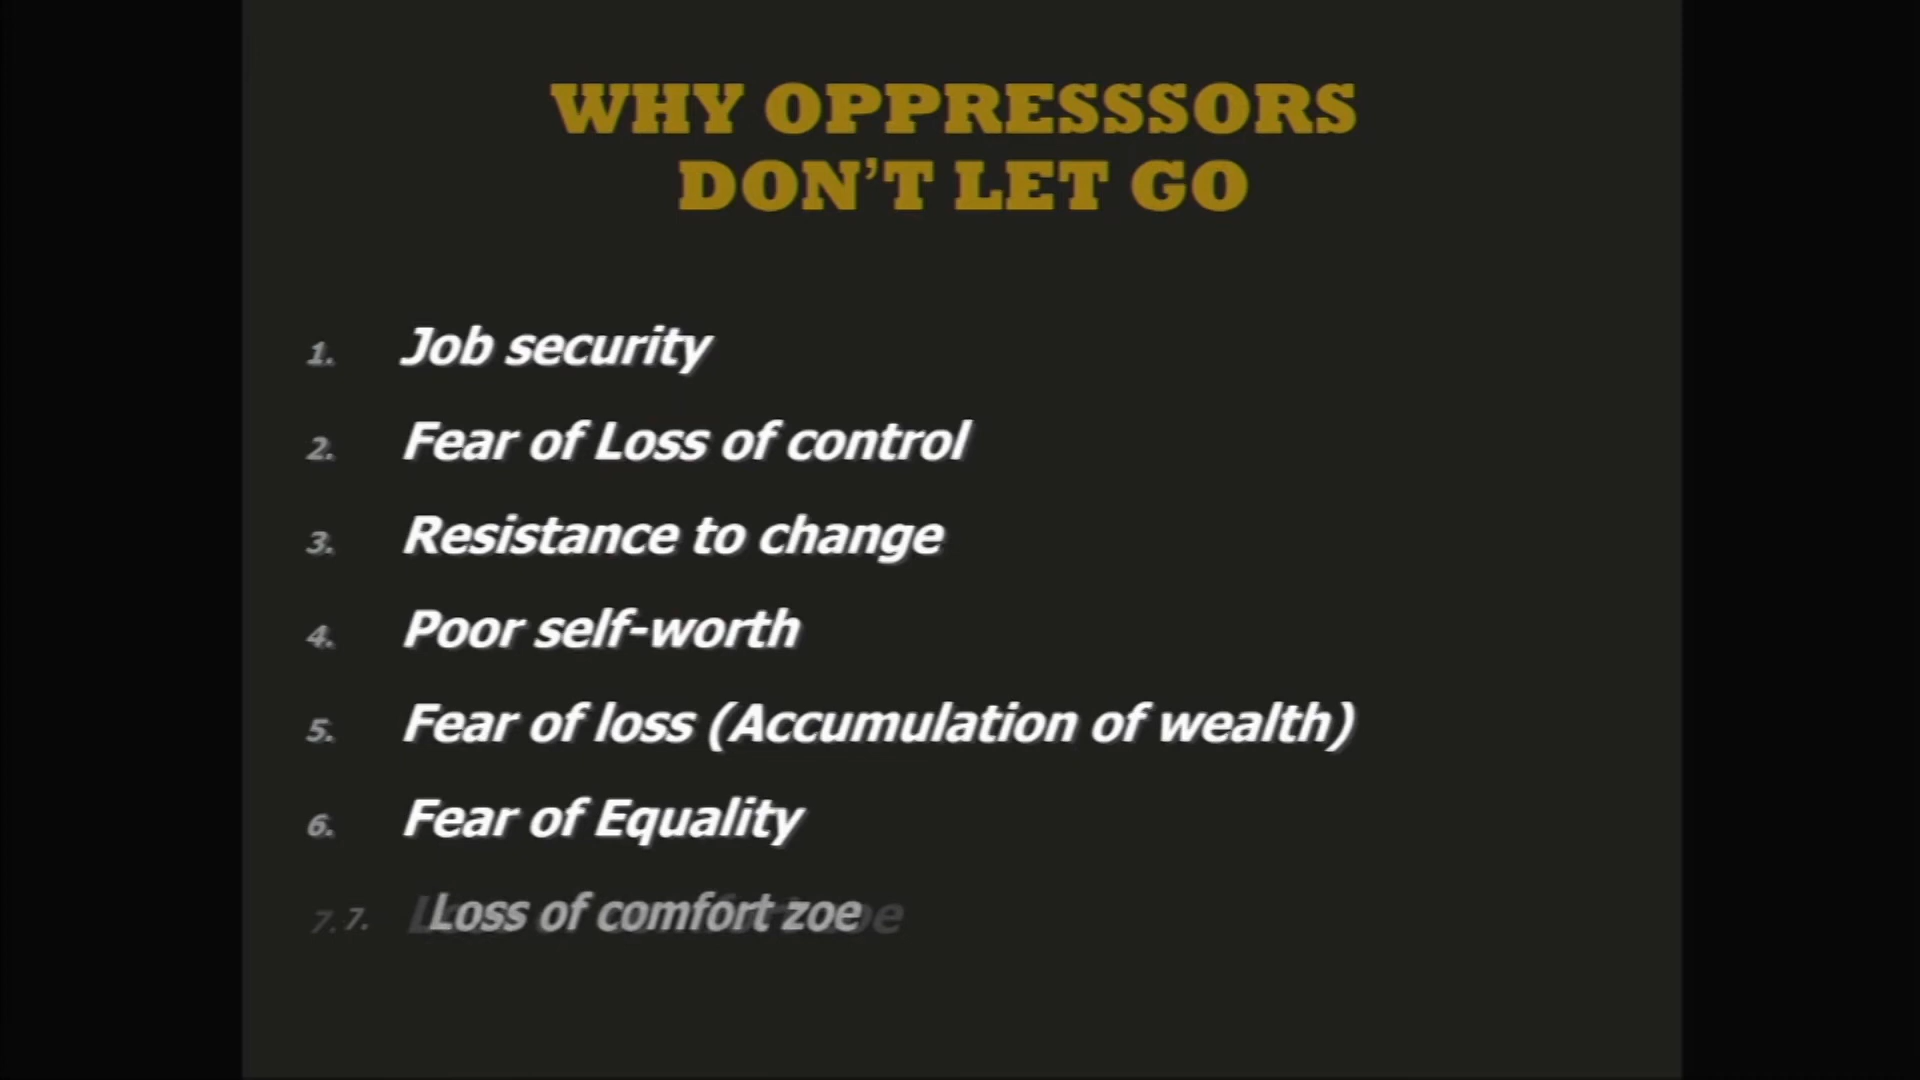 WHY OPPRESSSORS
DON'T LET GO
1. Job security
2. Fear of Loss of control
3. Resistance to change
4. Poor self-worth
5. Fear of loss (Accumulation of wealth)
6. Fear of Equality
7. Loss of comfort zoe